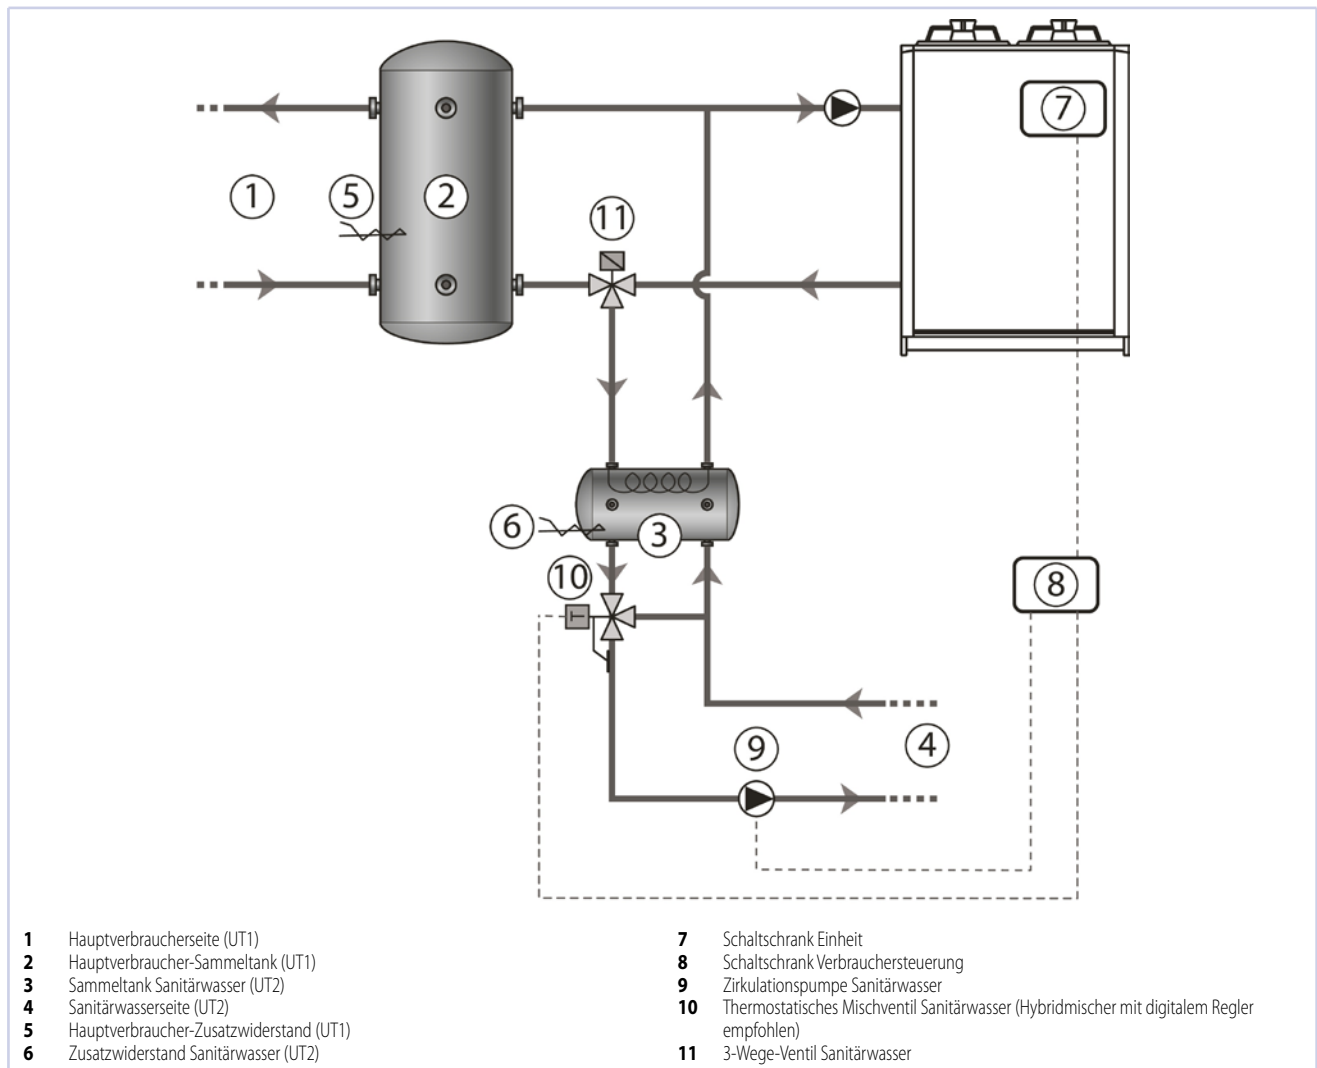 7
1
5
2
11
6
3
10
T
8
9
4
1 Hauptverbraucherseite (UT1)
2 Hauptverbraucher-Sammeltank (UT1)
3 Sammeltank Sanitärwasser (UT2)
4 Sanitärwasserseite (UT2)
5 Hauptverbraucher-Zusatzwiderstand (UT1)
6 Zusatzwiderstand Sanitärwasser (UT2)
7 Schaltschrank Einheit
8 Schaltschrank Verbrauchersteuerung
9 Zirkulationspumpe Sanitärwasser
10 Thermostatisches Mischventil Sanitärwasser (Hybridmischer mit digitalem Regler
empfohlen)
11 3-Wege-Ventil Sanitärwasser